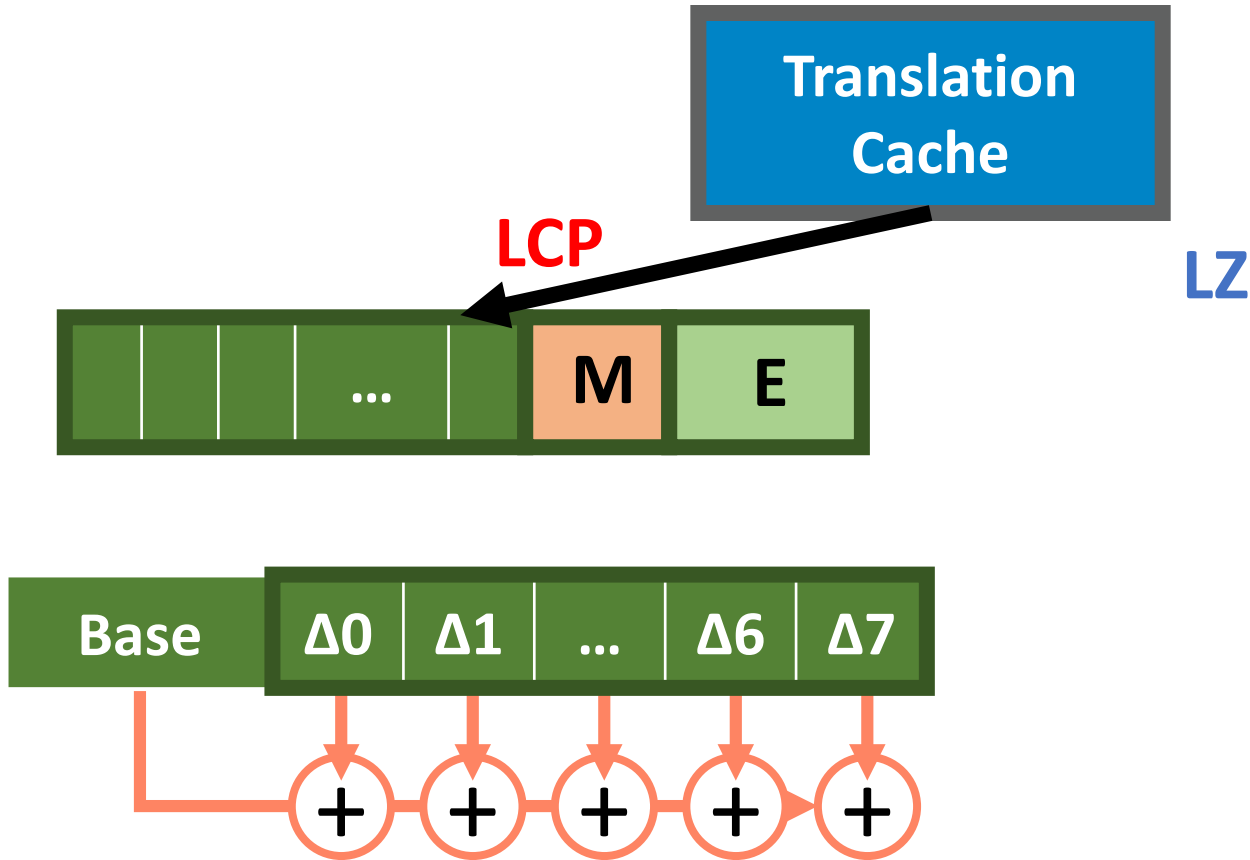 Translation
Cache
LCP
LZ
... M E
Base Δ0 Δ1 ... Δ6 Δ7
+ + + + +